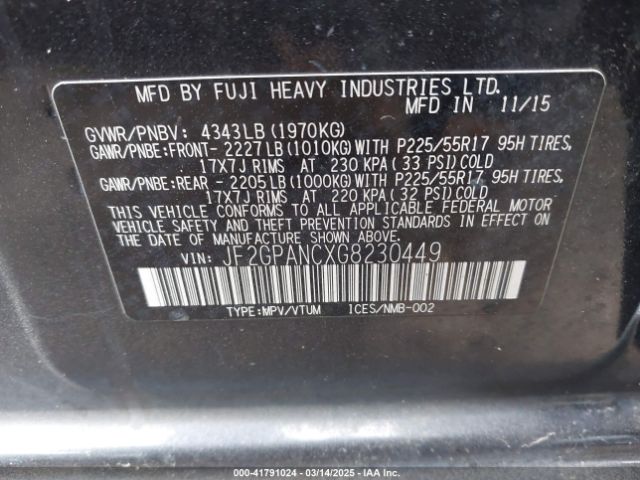 MFD BY FUJI HEAVY INDUSTRIES LTD.
MFD IN 11/15
GVWR/PNBV: 4343LB (1970KG)
GAWR/PNBE:FRONT- 2227LB (1010KG) WITH P225/55R17 95H TIRES,
17X7J RIMS AT 230 KPA (33 PSI) COLD
GAWR/PNBE:REAR - 2205LB (1000KG) WITH P225/55R17 95H TIRES,
17X7J RIMS AT 220 KPA (32 PSI) COLD
THIS VEHICLE CONFORMS TO ALL APPLICABLE FEDERAL MOTOR
VEHICLE SAFETY AND THEFT PREVENTION STANDARDS IN EFFECT
ON THE DATE OF MANUFACTURE SHOWN ABOVE.
VIN: JF2GPANCXG8230449
TYPE:MPV/VTUM ICES/NMB-002
000-41791024 | 03/14/2025 - IAA Inc.